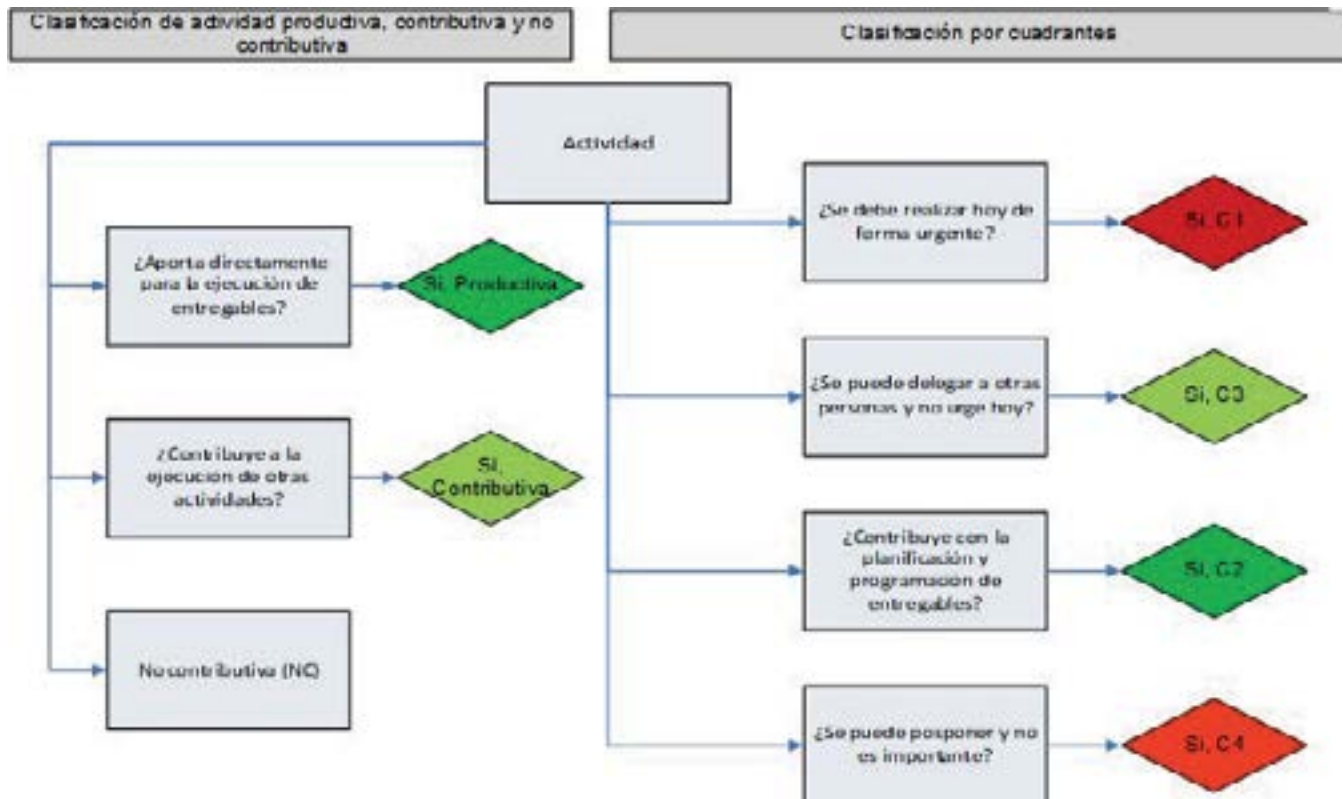 Clasificación de actividad productiva, contributiva y no
contributiva
Clasificación por cuadrantes
Actividad
¿Aporta directamente
para la ejecución de
entregables?
Si, Productiva
¿Contribuye a la
ejecución de otras
actividades?
Si,
Contributiva
No contributiva (NC)
¿Se debe realizar hoy de
forma urgente?
Si, C1
¿Se puede delegar a otras
personas y no urge hoy?
Si, C3
¿Contribuye con la
planificación y
programación de
entregables?
Si, C2
¿Se puede posponer y no
es importante?
Si, C4